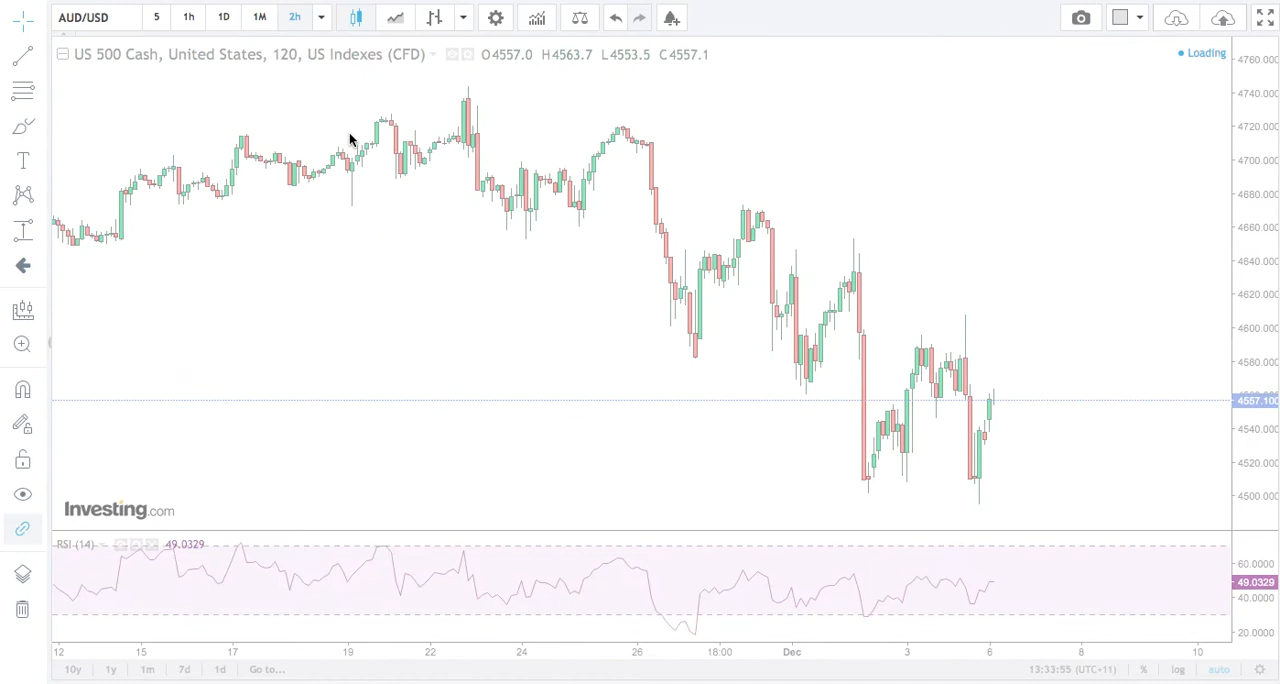 AUD/USD 5 1h 1D 1M 2h
US 500 Cash, United States, 120, US Indexes (CFD) O4557.0 H4563.7 L4553.5 C4557.1
Loading
4760.000
4740.000
4720.000
4700.000
4680.000
4660.000
4640.000
4620.000
4600.000
4580.000
4557.100
4540.000
4520.000
4500.000
Investing.com
RSI (14) 49.0329
60.0000
49.0329
40.0000
20.0000
12 15 17 19 22 24 26 18:00 Dec 3 6 8 10
10y 1y 1m 7d 1d Go to... 13:33:55 (UTC+11) % log auto